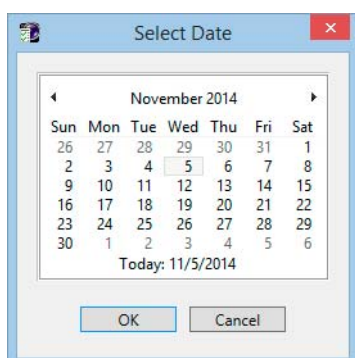 Select Date
November 2014
Sun Mon Tue Wed Thu Fri Sat
26 27 28 29 30 31 1
2 3 4 5 6 7 8
9 10 11 12 13 14 15
16 17 18 19 20 21 22
23 24 25 26 27 28 29
30 1 2 3 4 5 6
Today: 11/5/2014
OK Cancel